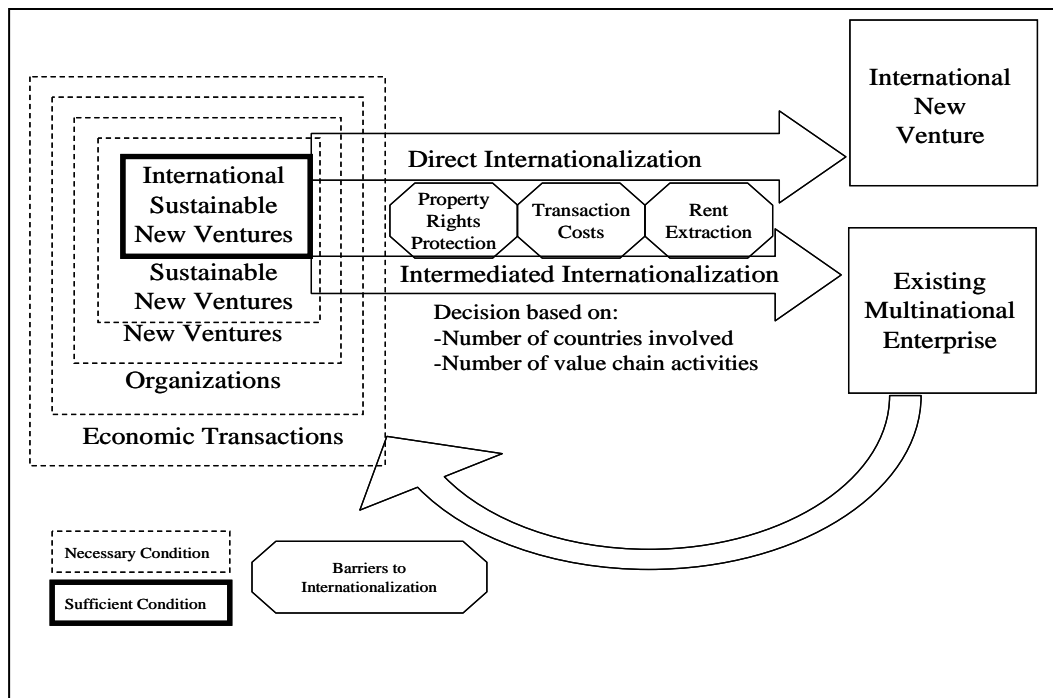 International
Sustainable
New Ventures
Sustainable
New Ventures
New Ventures
Organizations
Economic Transactions
Direct Internationalization
Property
Rights
Protection
Transaction
Costs
Rent
Extraction
Intermediated Internationalization
Decision based on:
-Number of countries involved
-Number of value chain activities
International
New
Venture
Existing
Multinational
Enterprise
Necessary Condition
Sufficient Condition
Barriers to
Internationalization